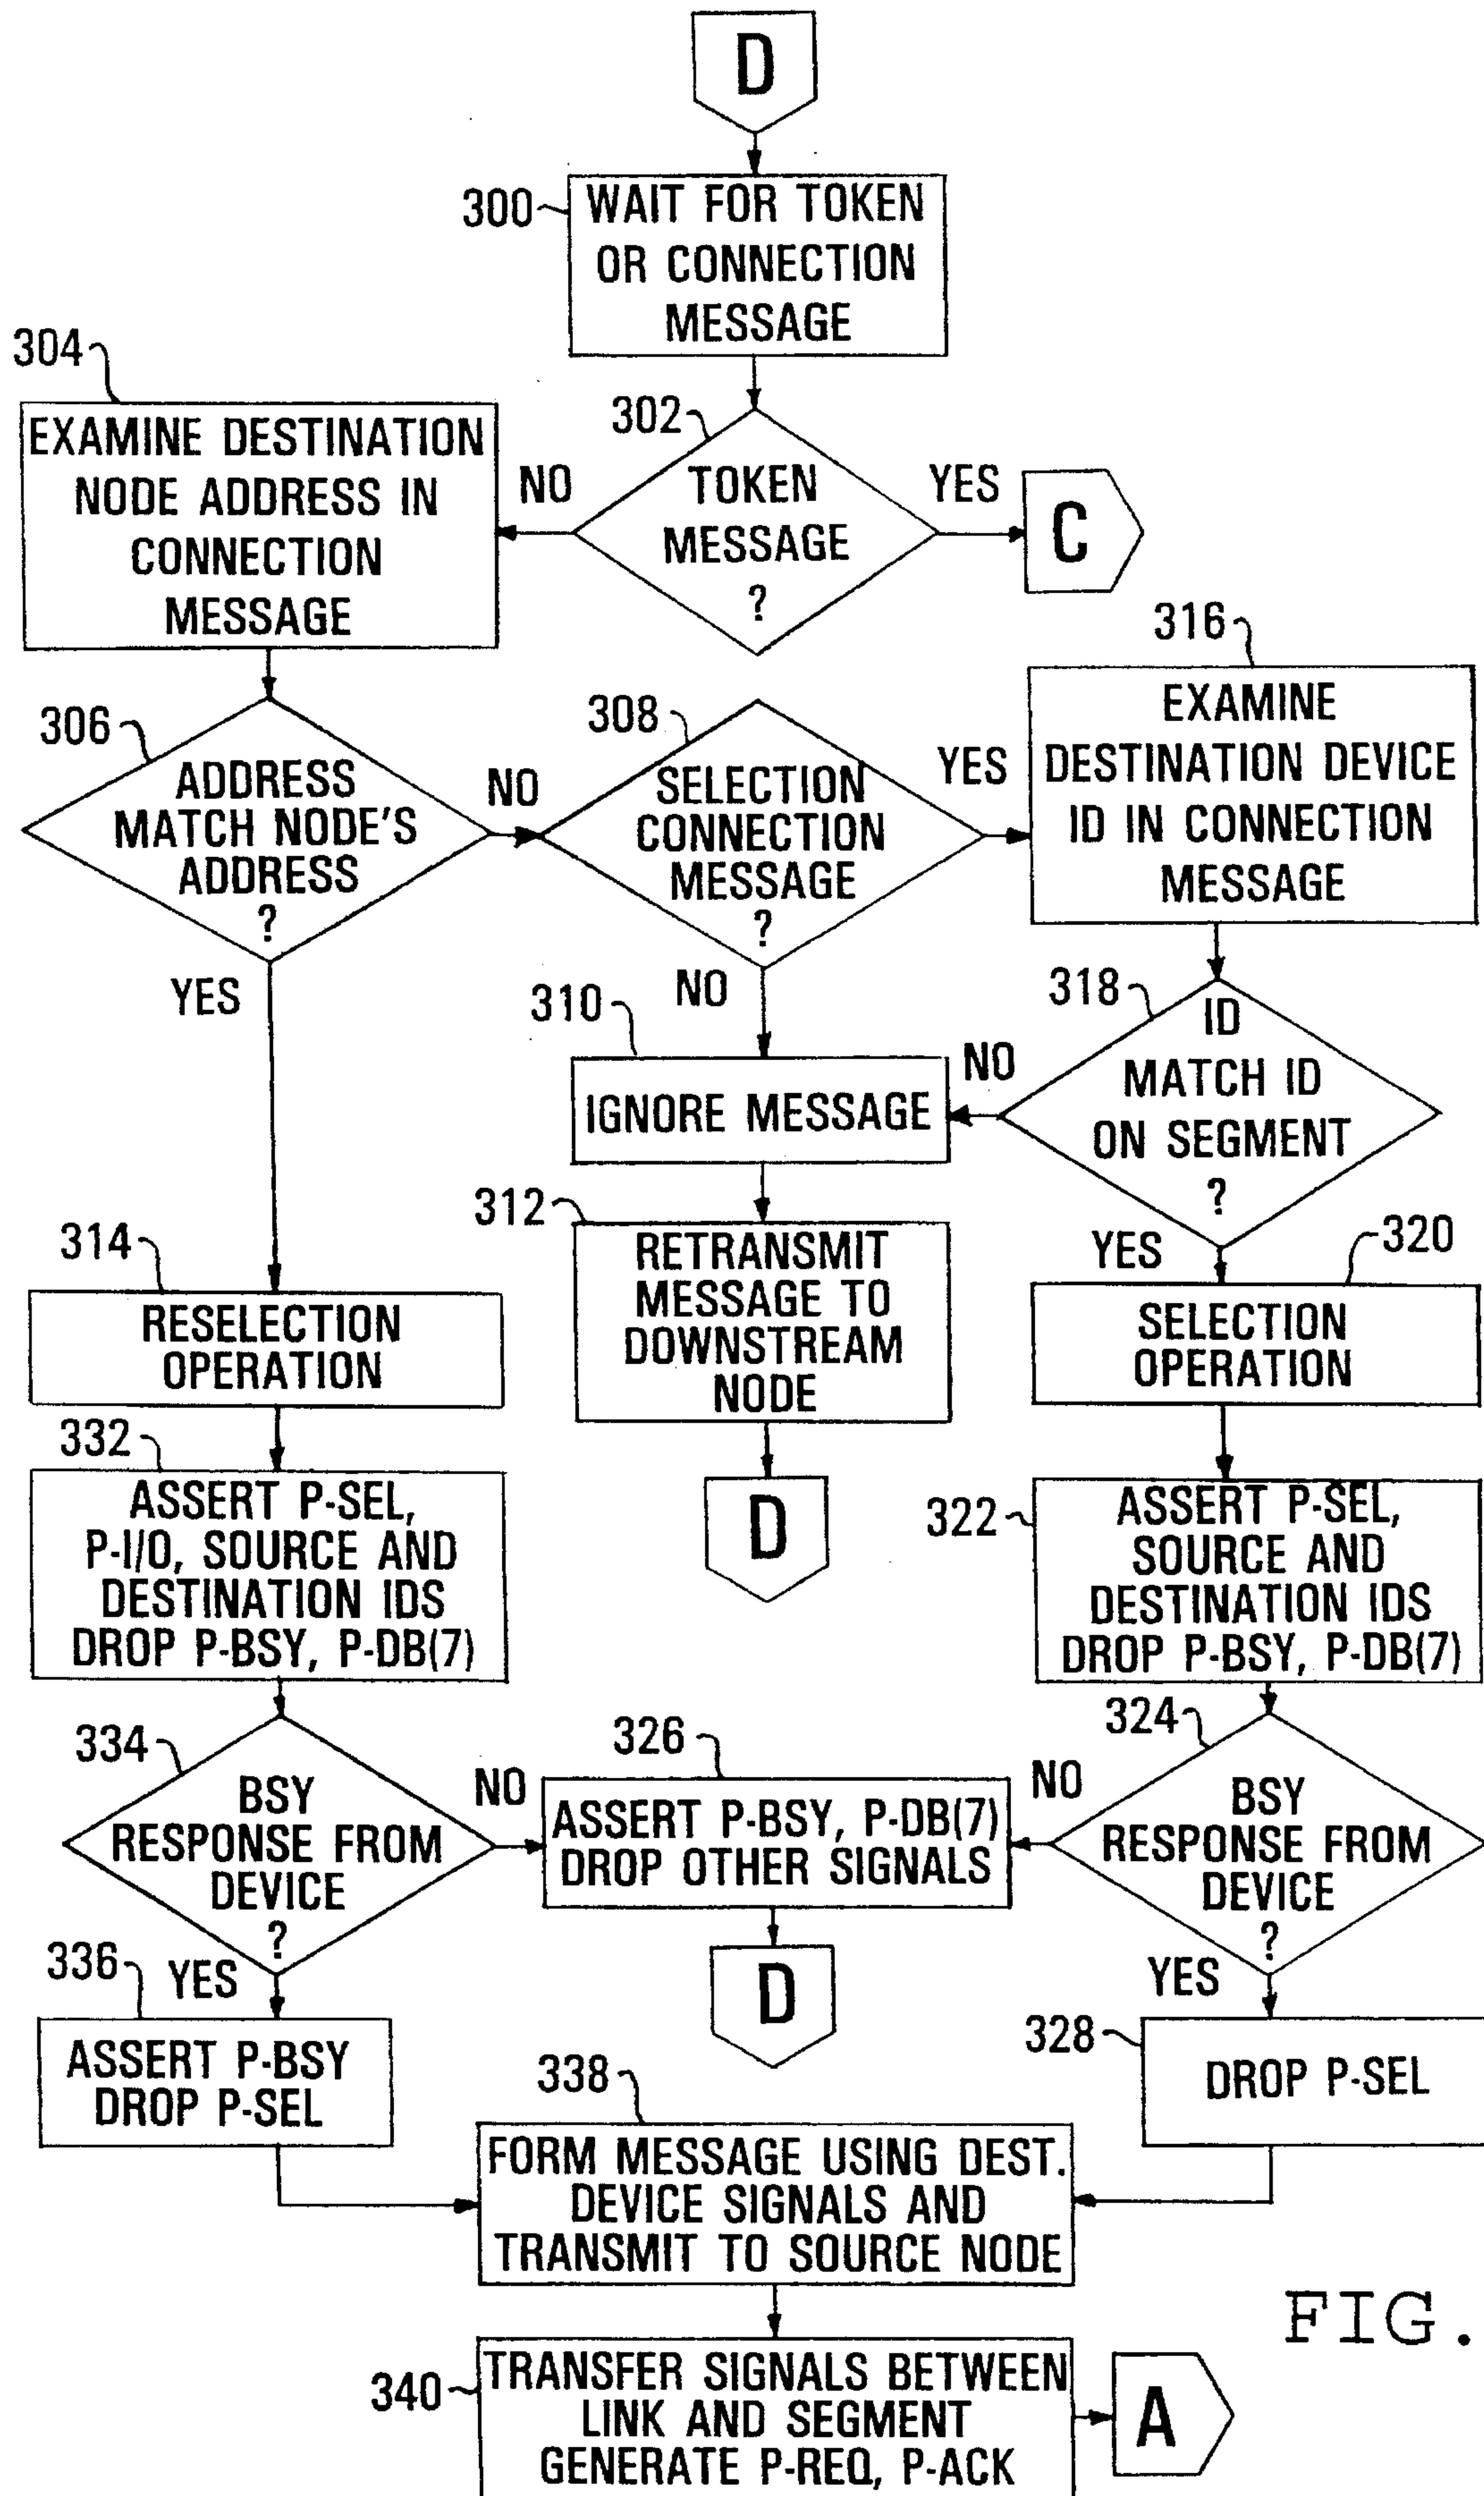 D
300
WAIT FOR TOKEN
OR CONNECTION
MESSAGE
304
EXAMINE DESTINATION
NODE ADDRESS IN
CONNECTION
MESSAGE
302
NO
TOKEN
MESSAGE
?
YES
C
306
ADDRESS
MATCH NODE'S
ADDRESS
?
NO
YES
308
SELECTION
CONNECTION
MESSAGE
?
YES
NO
316
EXAMINE
DESTINATION DEVICE
ID IN CONNECTION
MESSAGE
310
IGNORE MESSAGE
NO
318
ID
MATCH ID
ON SEGMENT
?
YES
312
RETRANSMIT
MESSAGE TO
DOWNSTREAM
NODE
D
314
RESELECTION
OPERATION
320
SELECTION
OPERATION
332
ASSERT P-SEL,
P-I/O, SOURCE AND
DESTINATION IDS
DROP P-BSY, P-DB(7)
322
ASSERT P-SEL,
SOURCE AND
DESTINATION IDS
DROP P-BSY, P-DB(7)
334
BSY
RESPONSE FROM
DEVICE
?
NO
YES
326
ASSERT P-BSY, P-DB(7)
DROP OTHER SIGNALS
D
324
NO
BSY
RESPONSE FROM
DEVICE
?
YES
336
ASSERT P-BSY
DROP P-SEL
328
DROP P-SEL
338
FORM MESSAGE USING DEST.
DEVICE SIGNALS AND
TRANSMIT TO SOURCE NODE
FIG.
340
TRANSFER SIGNALS BETWEEN
LINK AND SEGMENT
GENERATE P-REQ, P-ACK
A